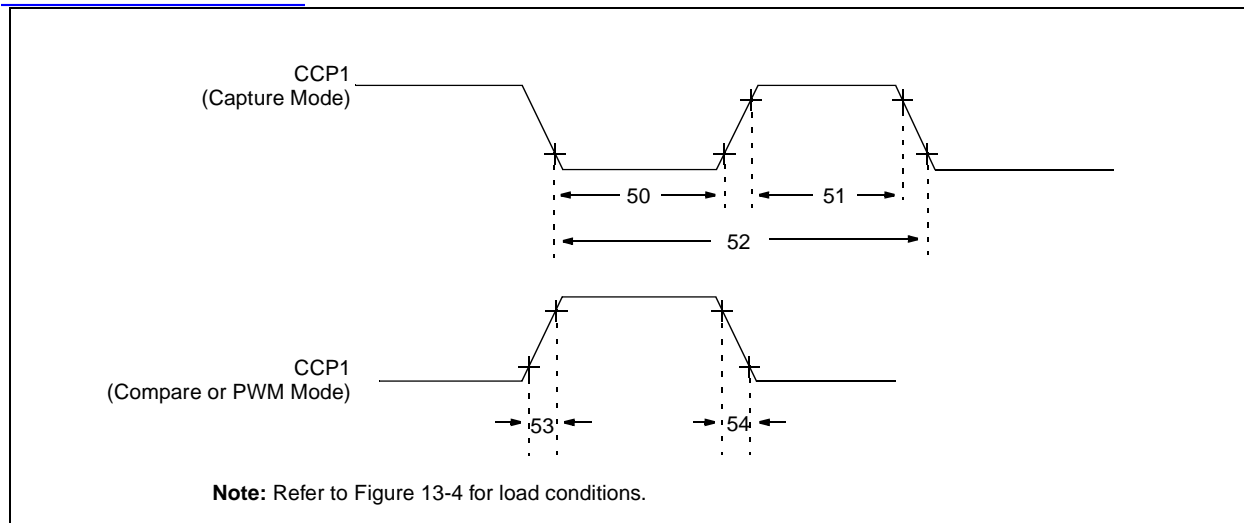 CCP1
(Capture Mode)
50
51
52
CCP1
(Compare or PWM Mode)
53
54
Note: Refer to Figure 13-4 for load conditions.